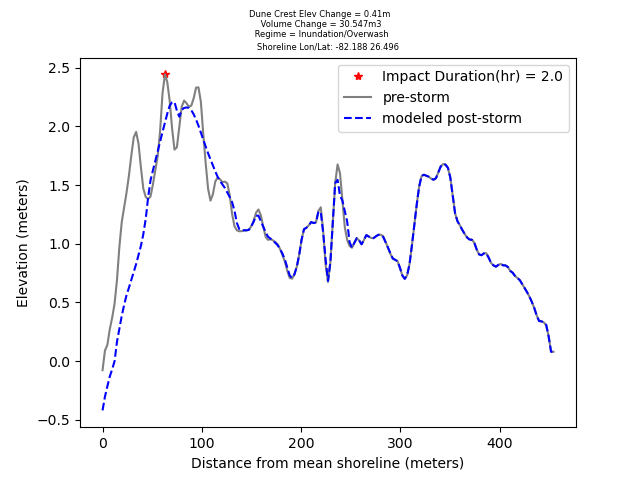 Dune Crest Elev Change = 0.41m
Volume Change = 30.547m3
Regime = Inundation/Overwash
Shoreline Lon/Lat: -82.188 26.496
Impact Duration(hr) = 2.0
pre-storm
modeled post-storm
2.5
2.0
1.5
1.0
0.5
0.0
−0.5
Elevation (meters)
0
100
200
300
400
Distance from mean shoreline (meters)